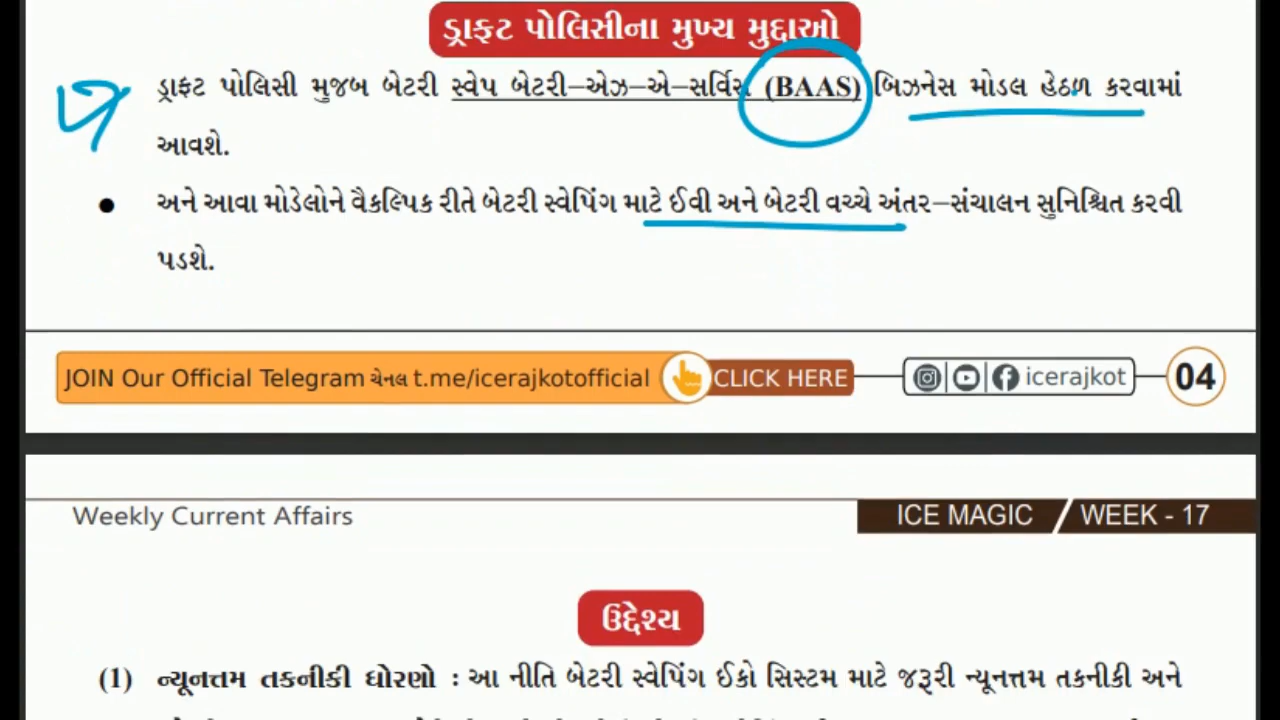 ડ્રાફ્ટ પોલિસીના મુખ્ય મુદ્દાઓ
ડ્રાફ્ટ પોલિસી મુજબ બેટરી સ્વેપ બેટરી–એઝ–એ–સર્વિસ (BAAS) બિઝનેસ મોડલ હેઠળ કરવામાં
આવશે.
● અને આવા મોડેલોને વૈકલ્પિક રીતે બેટરી સ્વેપિંગ માટે ઈવી અને બેટરી વચ્ચે અંતર–સંચાલન સુનિશ્ચિત કરવી
પડશે.
JOIN Our Official Telegram ચેનલ t.me/icerajkotofficial CLICK HERE icerajkot 04
Weekly Current Affairs ICE MAGIC / WEEK - 17
ઉદ્દેશ્ય
(1) ન્યૂનત્તમ તકનીકી ધોરણો : આ નીતિ બેટરી સ્વેપિંગ ઈકો સિસ્ટમ માટે જરૂરી ન્યૂનત્તમ તકનીકી અને